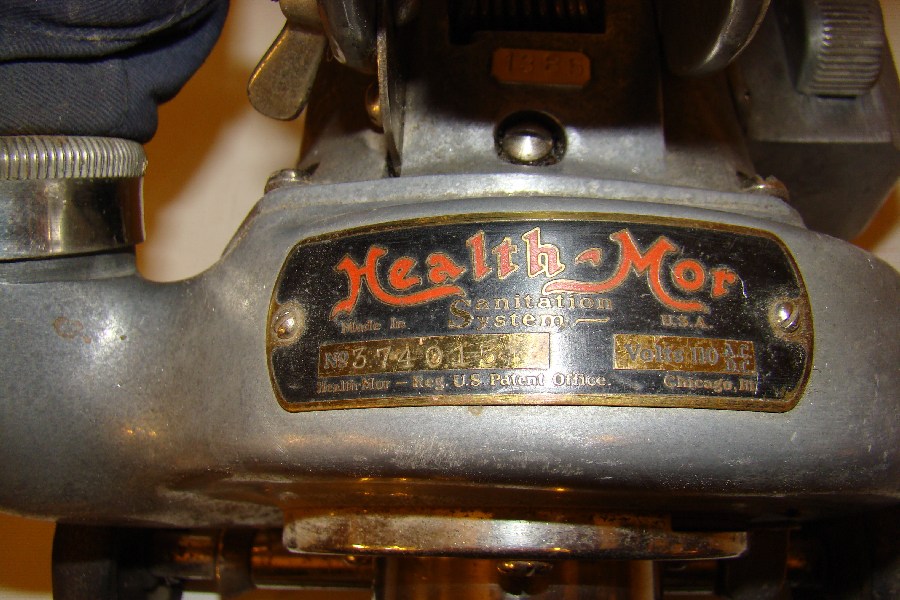 Health-Mor
Sanitation
Made In System U.S.A.
No 374015 Volts 110 A-C
Health-Mor - Reg. U.S. Patent Office. Chicago, Ill